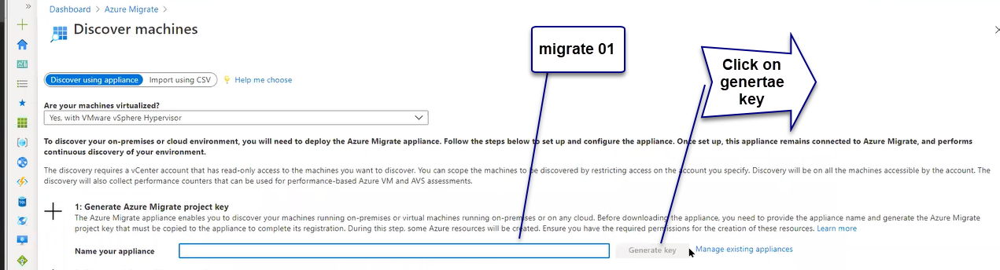 Dashboard > Azure Migrate >
Discover machines
migrate 01
Click on
genertae
key
Discover using appliance Import using CSV Help me choose
Are your machines virtualized?
Yes, with VMware vSphere Hypervisor
To discover your on-premises or cloud environment, you will need to deploy the Azure Migrate appliance. Follow the steps below to set up and configure the appliance. Once set up, this appliance remains connected to Azure Migrate, and performs
continuous discovery of your environment.
The discovery requires a vCenter account that has read-only access to the machines you want to discover. You can scope the machines to be discovered by restricting access on the account you specify. Discovery will be on all the machines accessible by the account. The
discovery will also collect performance counters that can be used for performance-based Azure VM and AVS assessments.
1: Generate Azure Migrate project key
The Azure Migrate appliance enables you to discover your machines running on-premises or virtual machines running on-premises or on any cloud. Before downloading the appliance, you need to provide the appliance name and generate the Azure Migrate
project key that must be copied to the appliance to complete its registration. During this step, some Azure resources will be created. Ensure you have the required permissions for the creation of these resources. Learn more
Name your appliance Generate key Manage existing appliances